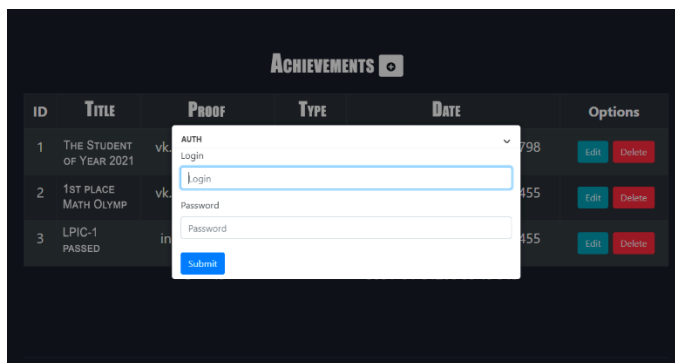 ACHIEVEMENTS
ID TITLE PROOF TYPE DATE Options
1 THE STUDENT OF YEAR 2021 vk. 798 Edit Delete
2 1ST PLACE MATH OLYMP vk. 455 Edit Delete
3 LPIC-1 PASSED in 455 Edit Delete
AUTH
Login
Login
Password
Password
Submit